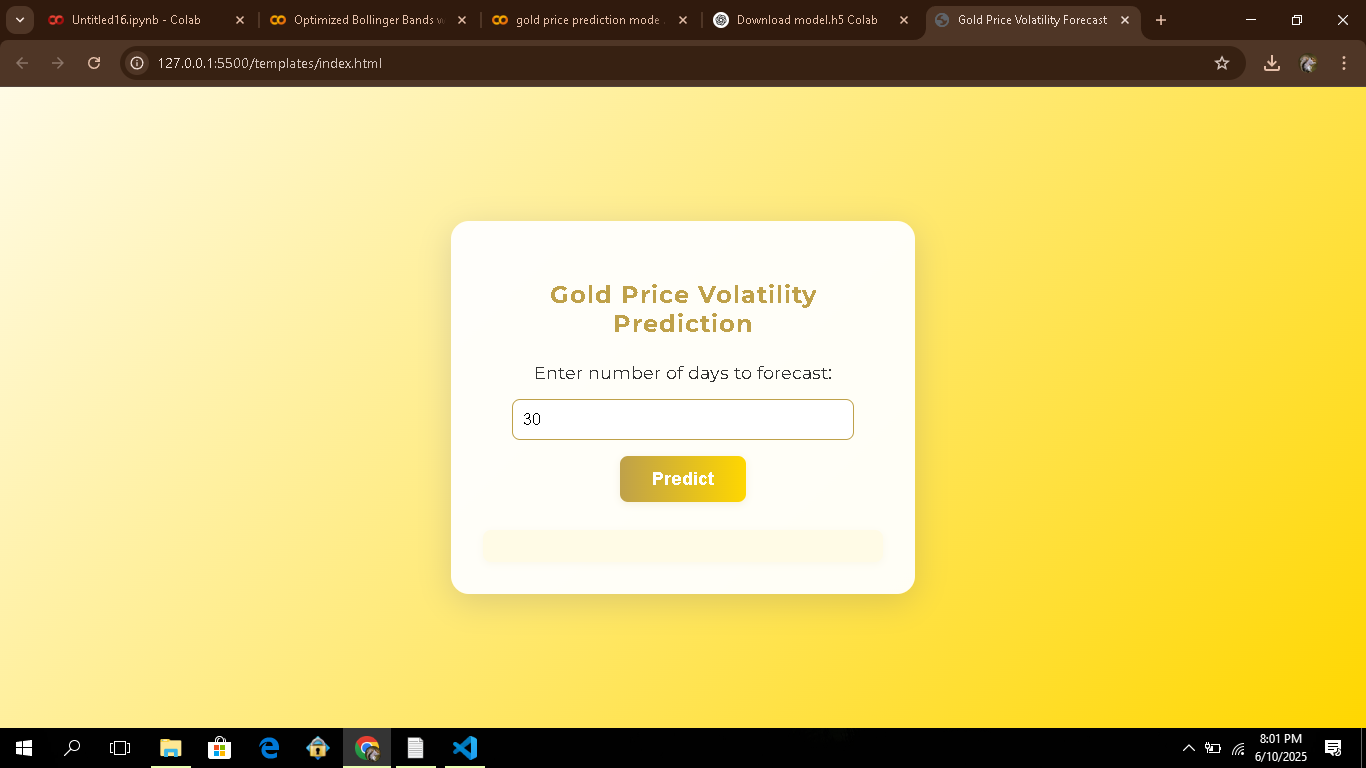 Untitled16.ipynb - Colab
Optimized Bollinger Bands
gold price prediction mode
Download model.h5 Colab
Gold Price Volatility Forecast
127.0.0.1:5500/templates/index.html
Gold Price Volatility
Prediction
Enter number of days to forecast:
30
Predict
8:01 PM
6/10/2025